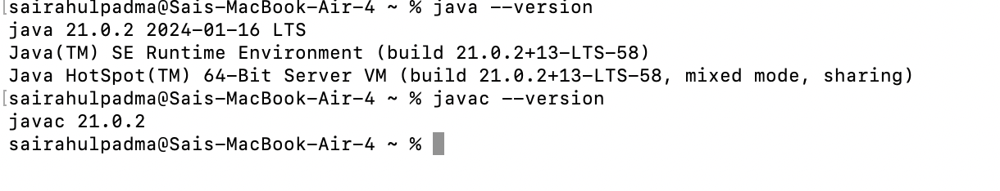 [sairahulpadma@Sais-MacBook-Air-4 ~ % java --version
java 21.0.2 2024-01-16 LTS
Java(TM) SE Runtime Environment (build 21.0.2+13-LTS-58)
Java HotSpot(TM) 64-Bit Server VM (build 21.0.2+13-LTS-58, mixed mode, sharing)
[sairahulpadma@Sais-MacBook-Air-4 ~ % javac --version
javac 21.0.2
sairahulpadma@Sais-MacBook-Air-4 ~ %